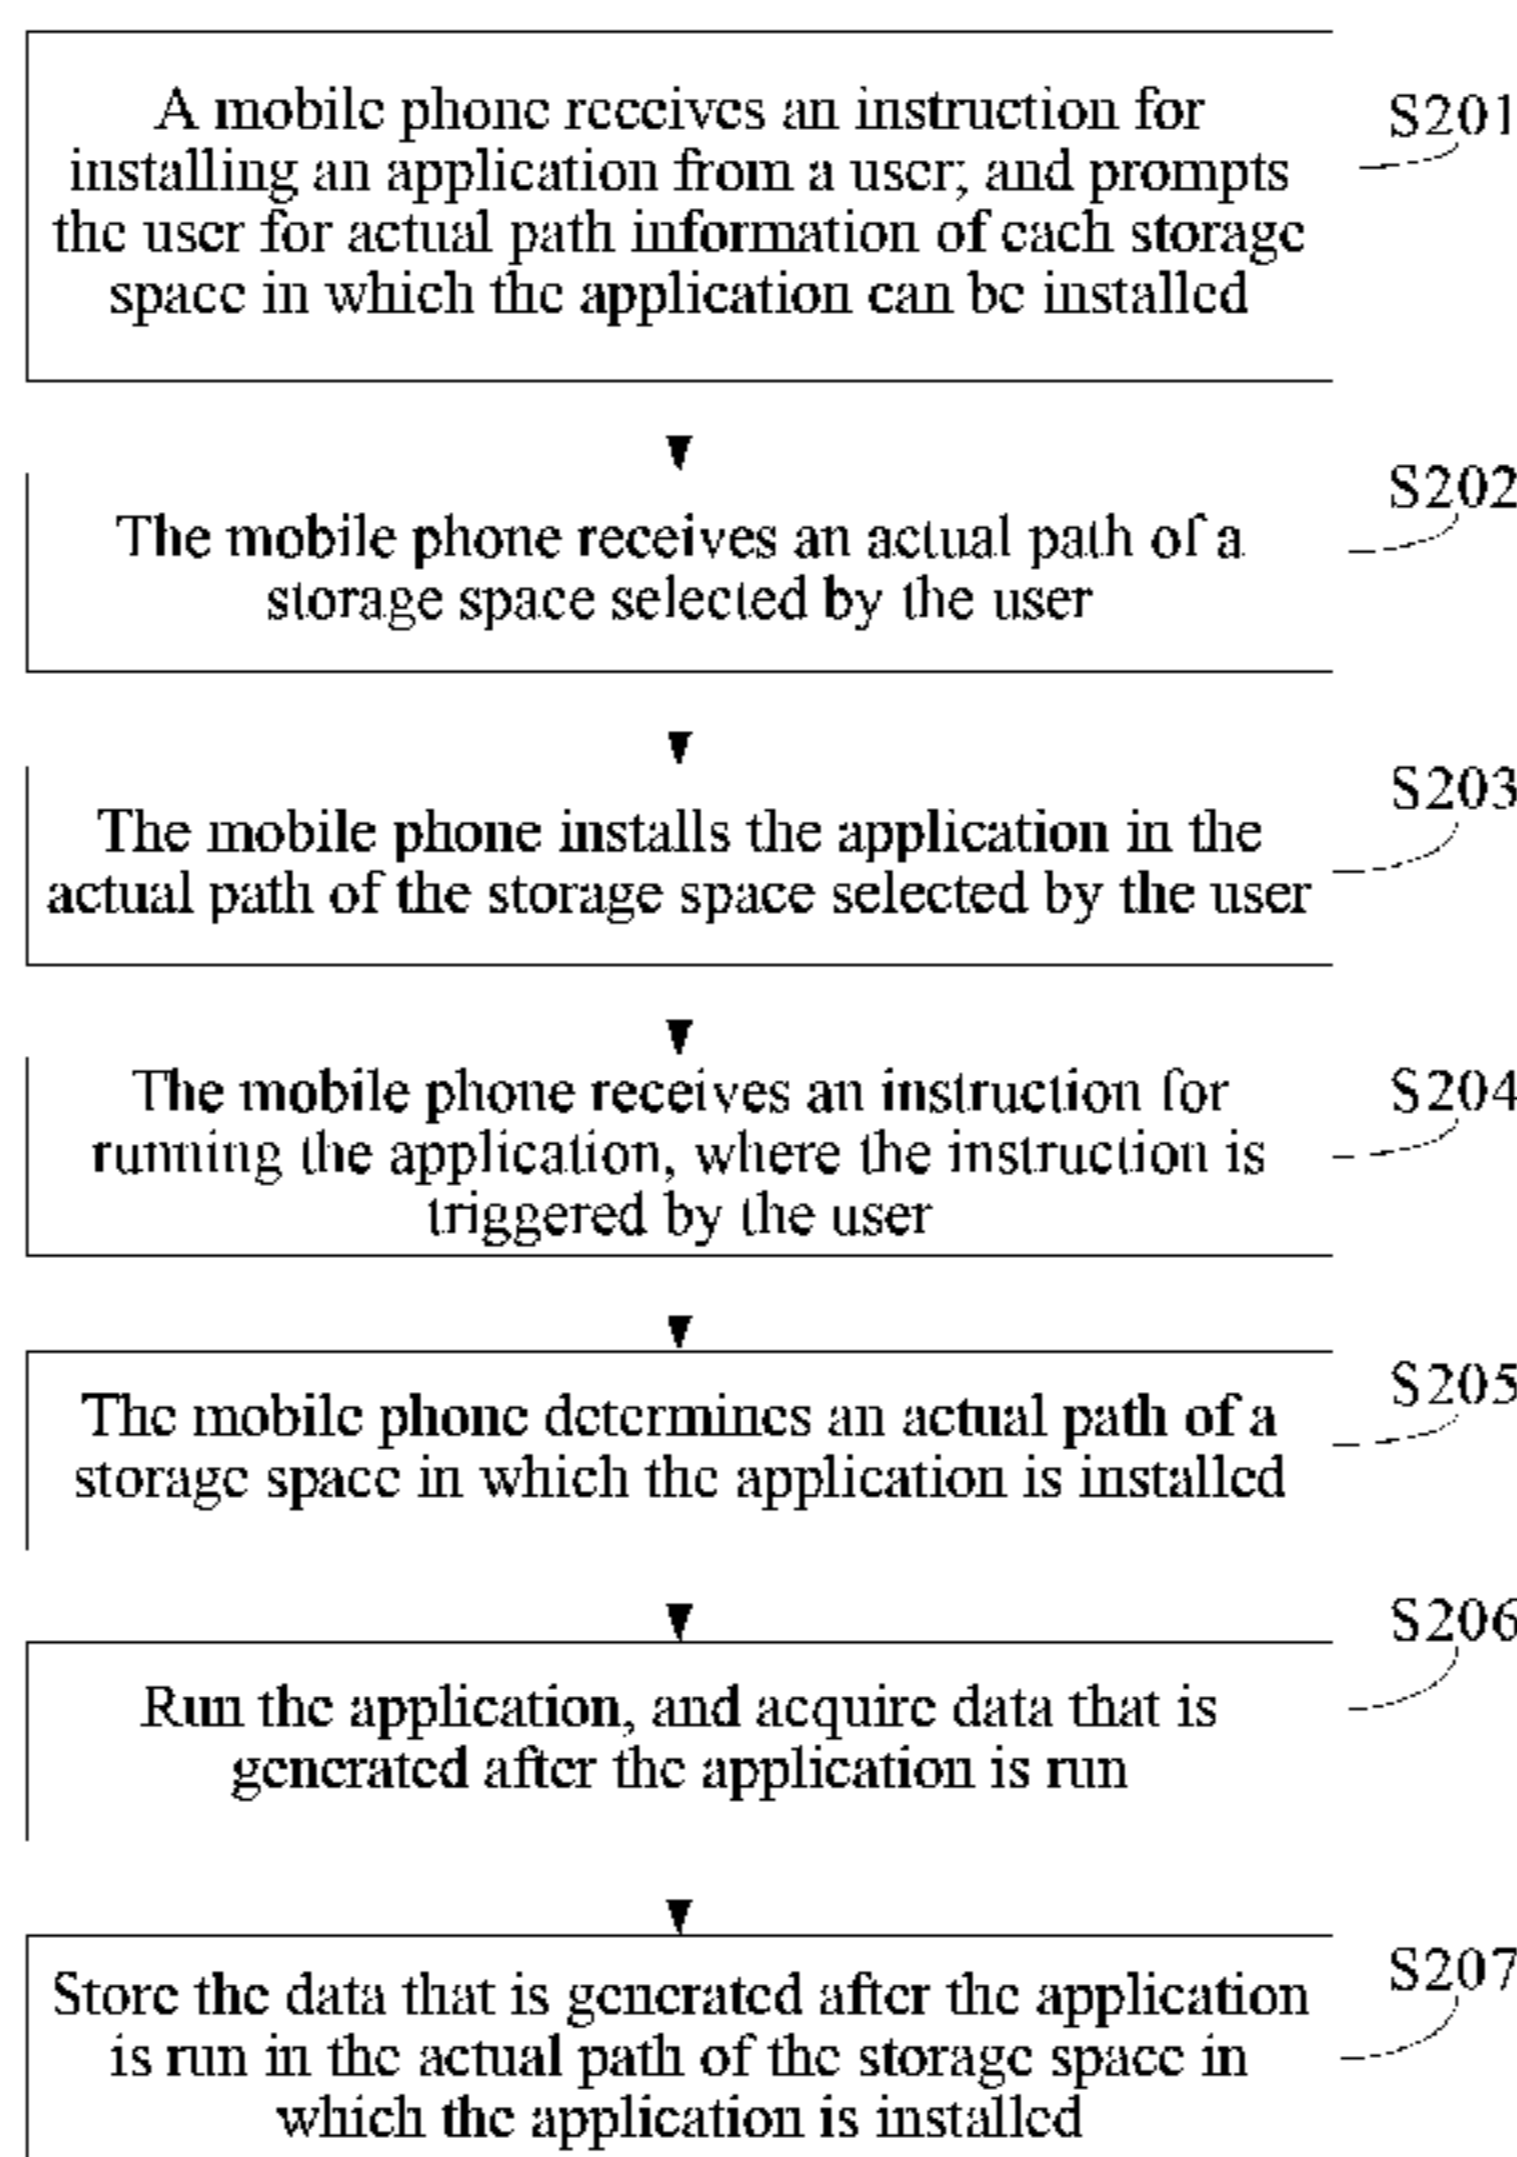 A mobile phone receives an instruction for
installing an application from a user; and prompts
the user for actual path information of each storage
space in which the application can be installed
S201
The mobile phone receives an actual path of a
storage space selected by the user
S202
The mobile phone installs the application in the
actual path of the storage space selected by the user
S203
The mobile phone receives an instruction for
running the application, where the instruction is
triggered by the user
S204
The mobile phone determines an actual path of a
storage space in which the application is installed
S205
Run the application, and acquire data that is
generated after the application is run
S206
Store the data that is generated after the application
is run in the actual path of the storage space in
which the application is installed
S207